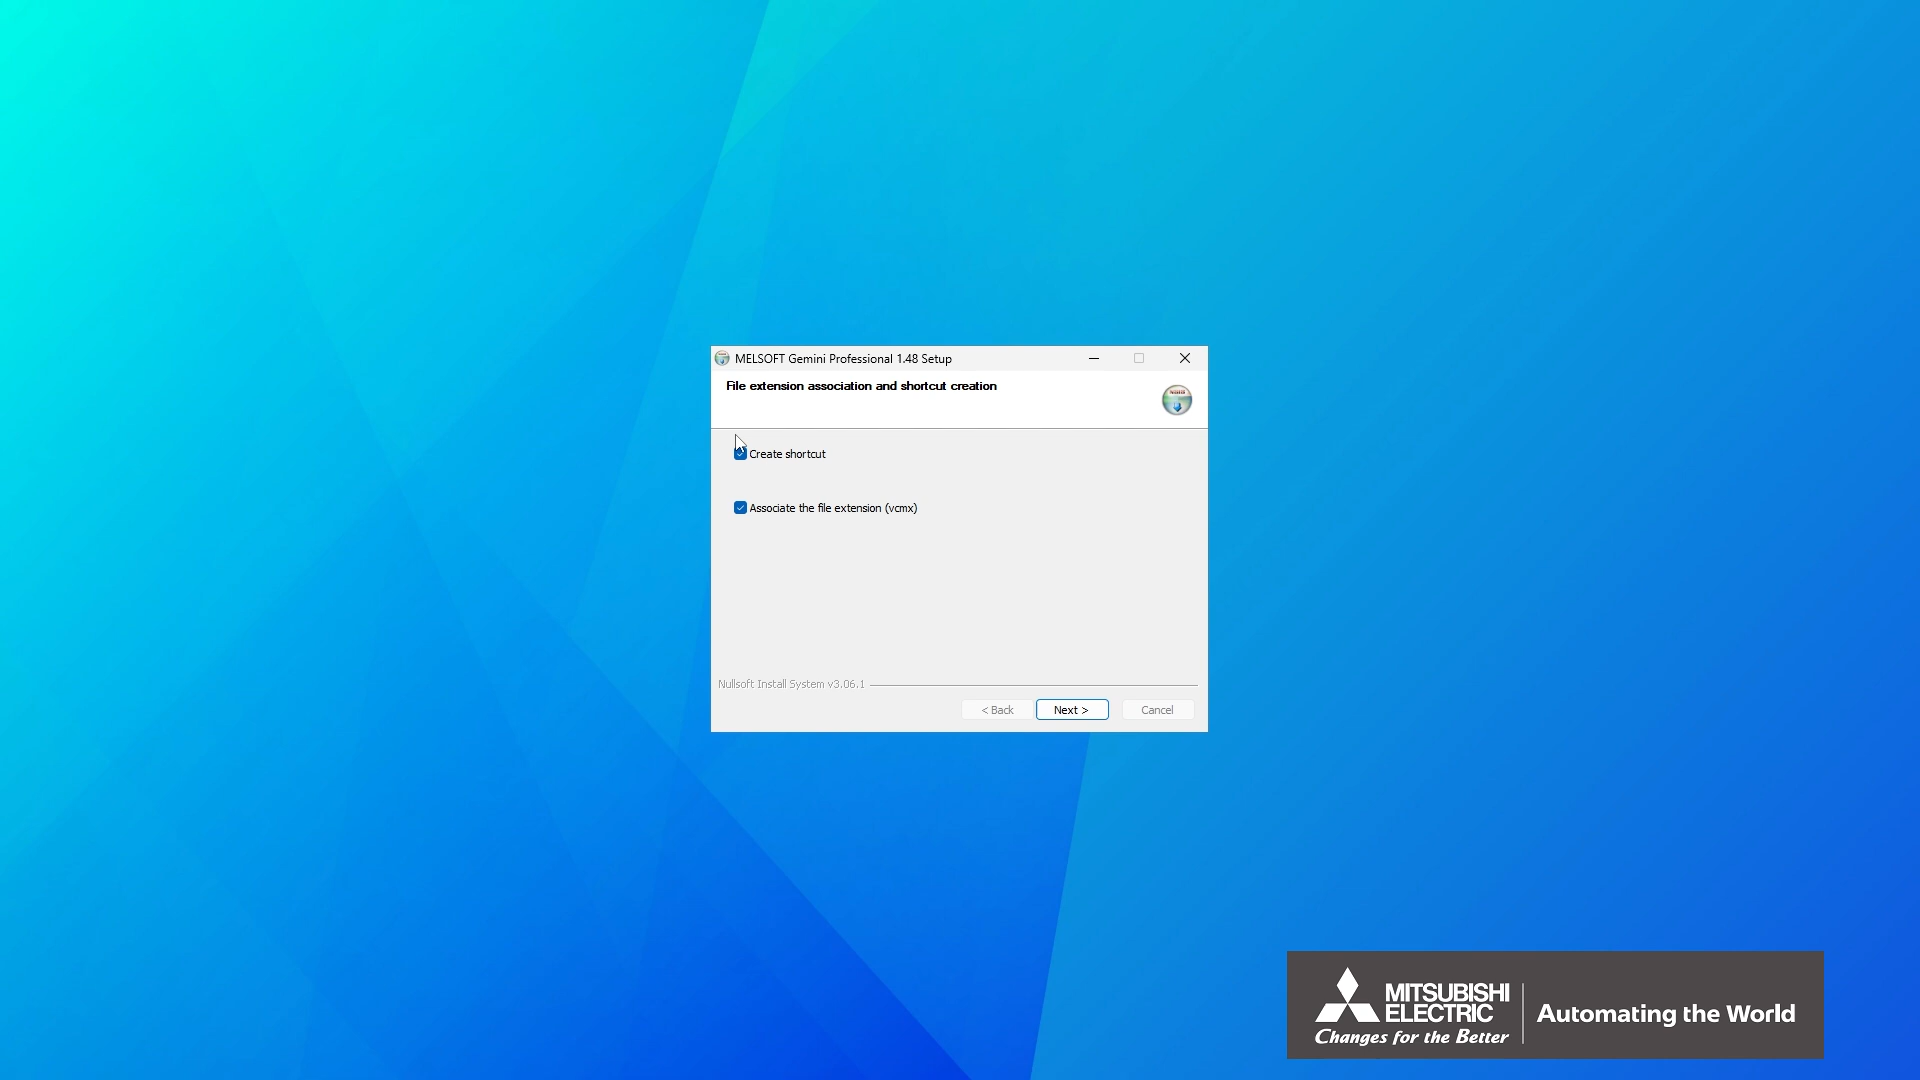 MELSOFT Gemini Professional 1.48 Setup
File extension association and shortcut creation
Create shortcut
Associate the file extension (vcmx)
Nullsoft Install System v3.06.1
< Back
Next >
Cancel
MITSUBISHI
ELECTRIC
Changes for the Better
Automating the World